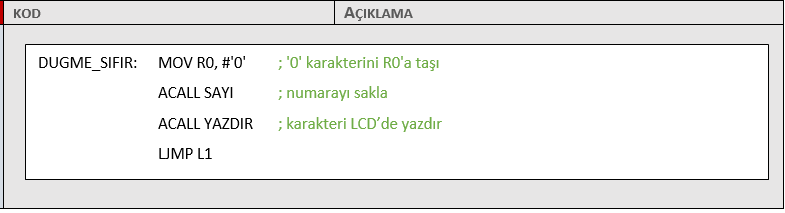 KOD AÇIKLAMA
DUGME_SIFIR: MOV R0, #'0' ; '0' karakterini R0'a taşı
ACALL SAYI ; numarayı sakla
ACALL YAZDIR ; karakteri LCD’de yazdır
LJMP L1